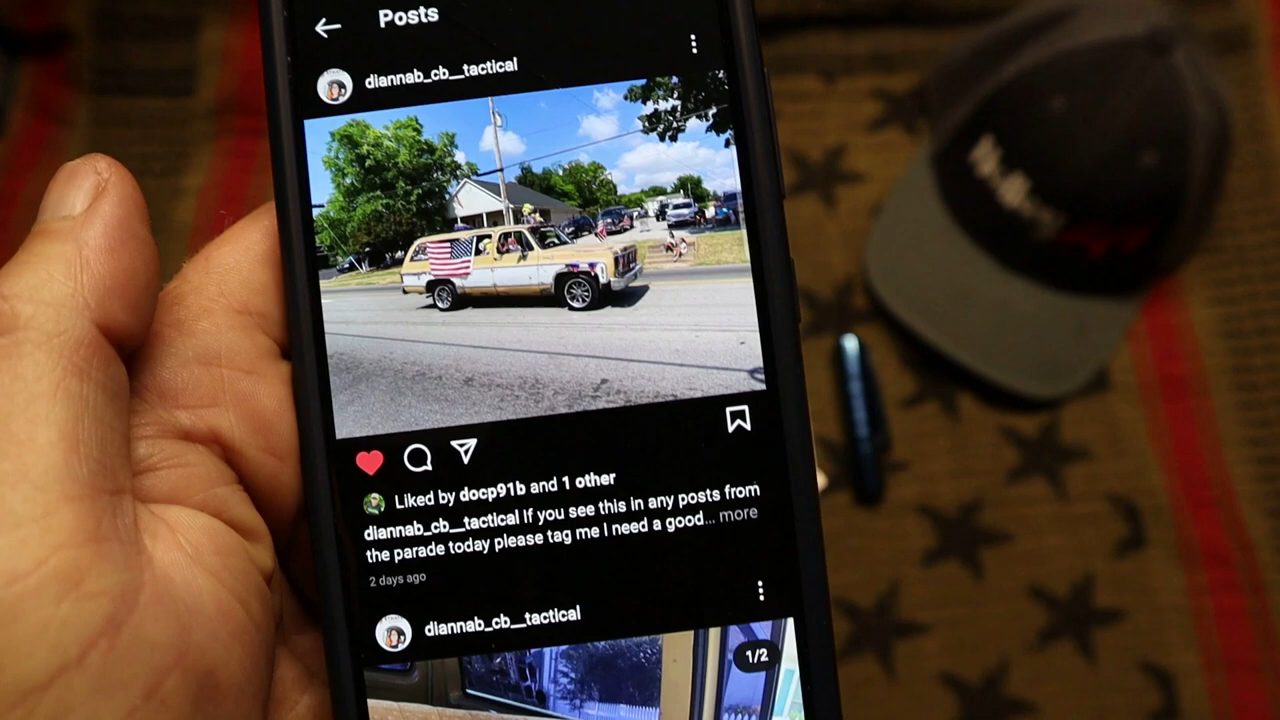 Posts
diannab_cb__tactical
Liked by docp91b and 1 other
diannab_cb__tactical If you see this in any posts from
the parade today please tag me I need a good... more
2 days ago
diannab_cb__tactical
1/2